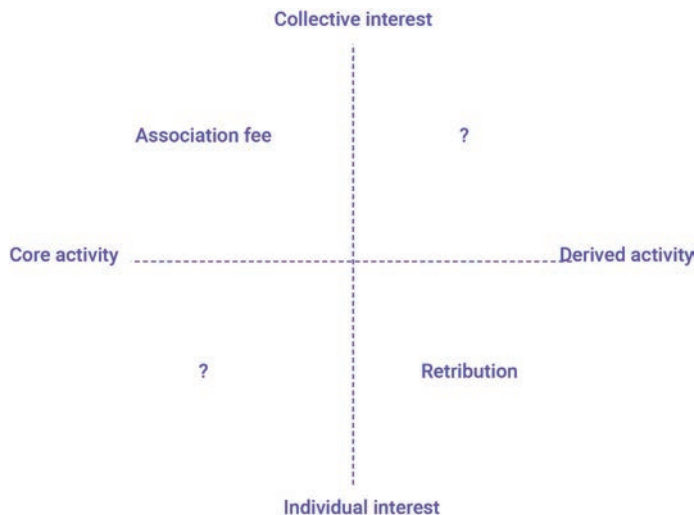 Collective interest
Association fee
?
Core activity
Derived activity
?
Retribution
Individual interest